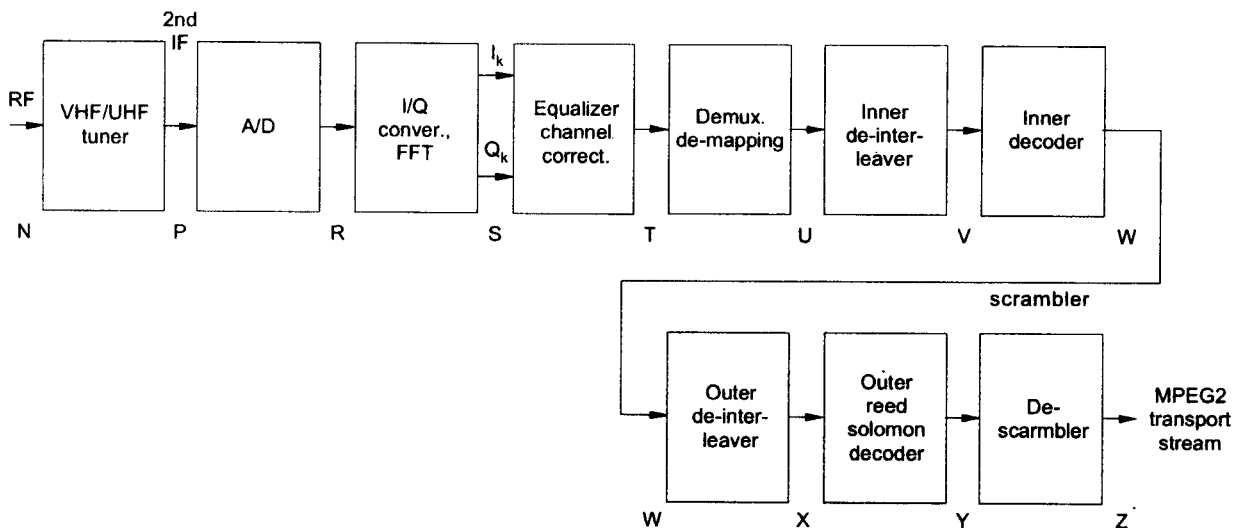 2nd
IF
RF
VHF/UHF
tuner
A/D
I/Q
conver.,
FFT
I_k
Q_k
Equalizer
channel
correct.
Demux.
de-mapping
Inner
de-inter-
leaver
Inner
decoder
N
P
R
S
T
U
V
W
scrambler
Outer
de-inter-
leaver
Outer
reed
solomon
decoder
De-
scarmbler
MPEG2
transport
stream
W
X
Y
Z